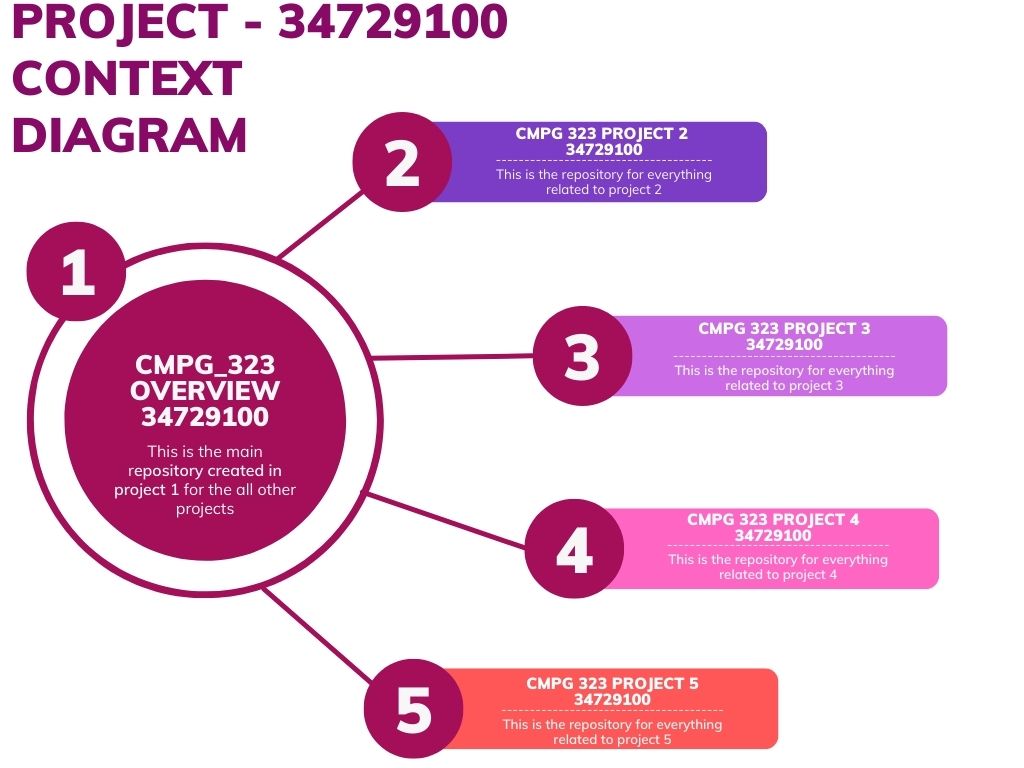 PROJECT - 34729100
CONTEXT
DIAGRAM
1
CMPG_323
OVERVIEW
34729100
This is the main
repository created in
project 1 for the all other
projects
2
CMPG 323 PROJECT 2
34729100
This is the repository for everything
related to project 2
3
CMPG 323 PROJECT 3
34729100
This is the repository for everything
related to project 3
4
CMPG 323 PROJECT 4
34729100
This is the repository for everything
related to project 4
5
CMPG 323 PROJECT 5
34729100
This is the repository for everything
related to project 5